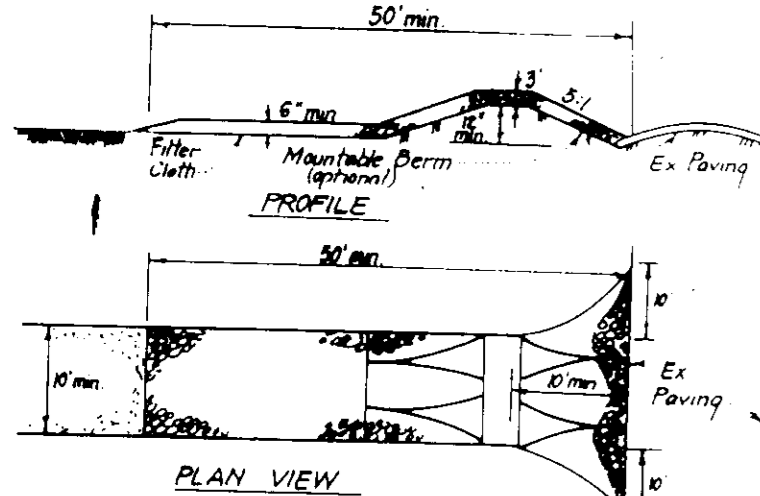 50' min.
3'
5:1
6" min
12" min.
Filter Cloth
Mountable Berm
(optional)
Ex Paving
PROFILE
50' min.
10'
10' min.
10' min
Ex Paving
10'
PLAN VIEW